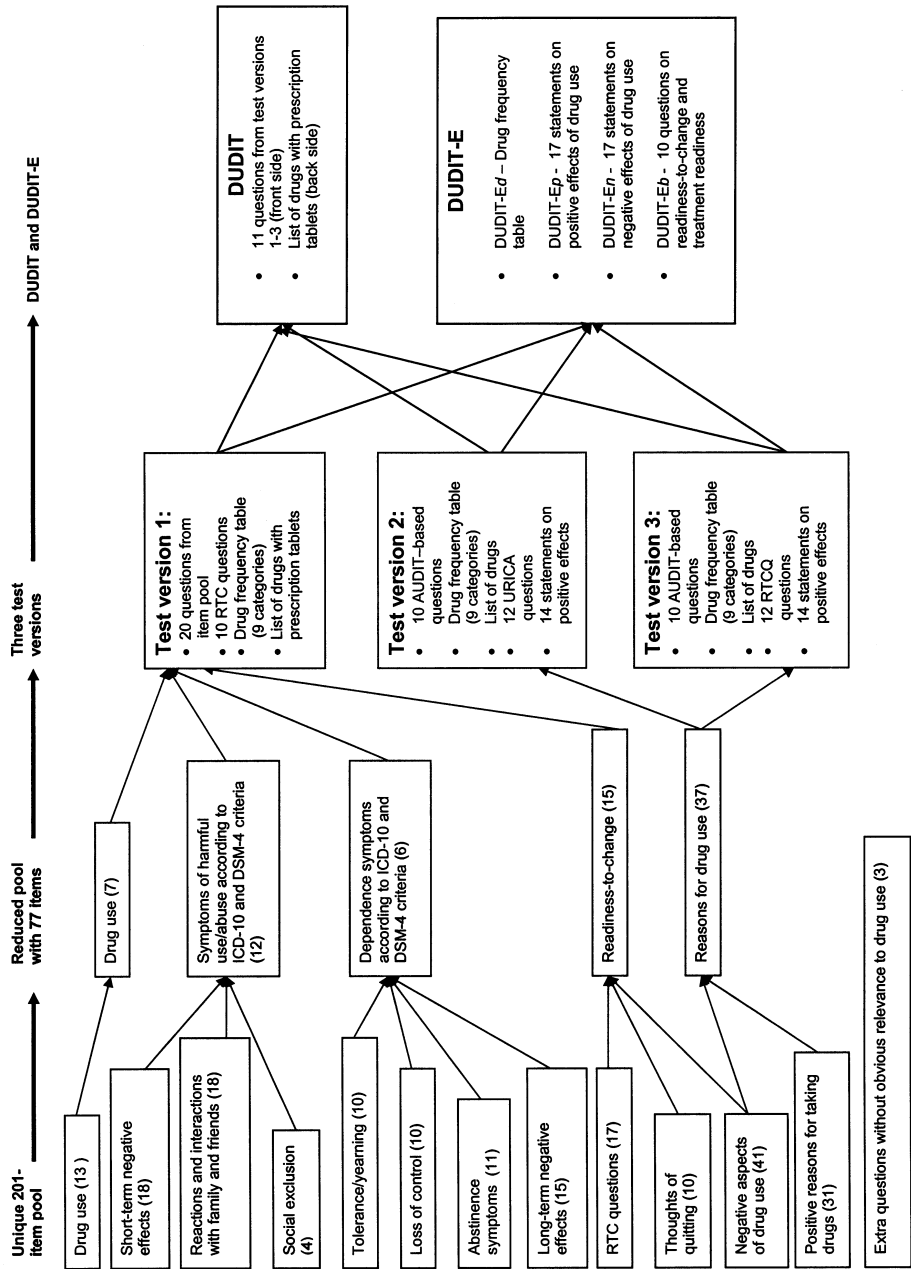 Unique 201-
item pool
Reduced pool
with 77 items
Three test
versions
DUDIT and DUDIT-E
Drug use (13)
Short-term negative
effects (18)
Reactions and interactions
with family and friends (18)
Social exclusion
(4)
Tolerance/yearning (10)
Loss of control (10)
Abstinence
symptoms (11)
Long-term negative
effects (15)
RTC questions (17)
Thoughts of
quitting (10)
Negative aspects
of drug use (41)
Positive reasons for taking
drugs (31)
Extra questions without obvious relevance to drug use (3)
Drug use (7)
Symptoms of harmful
use/abuse according to
ICD-10 and DSM-4 criteria
(12)
Dependence symptoms
according to ICD-10 and
DSM-4 criteria (6)
Readiness-to-change (15)
Reasons for drug use (37)
Test version 1:
• 20 questions from
item pool
• 10 RTC questions
• Drug frequency table
(9 categories)
• List of drugs with
prescription tablets
Test version 2:
• 10 AUDIT–based
questions
• Drug frequency table
(9 categories)
• List of drugs
• 12 URICA
questions
• 14 statements on
positive effects
Test version 3:
• 10 AUDIT-based
questions
• Drug frequency table
(9 categories)
• List of drugs
• 12 RTCQ
questions
• 14 statements on
positive effects
DUDIT
• 11 questions from test versions
1-3 (front side)
• List of drugs with prescription
tablets (back side)
DUDIT-E
• DUDIT-Ed – Drug frequency
table
• DUDIT-Ep - 17 statements on
positive effects of drug use
• DUDIT-En - 17 statements on
negative effects of drug use
• DUDIT-Eb - 10 questions on
readiness-to-change and
treatment readiness